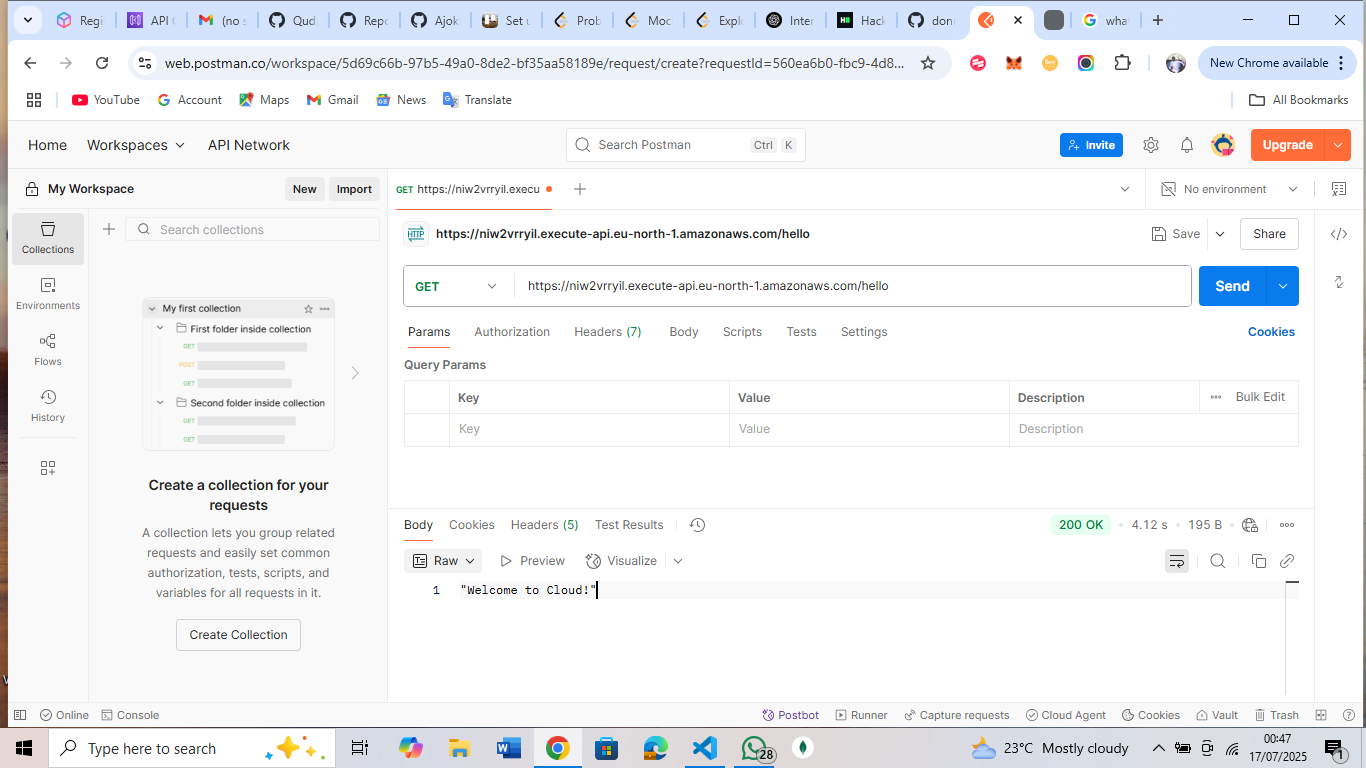 Regi
API C
M (no s
Qud
Repo
Ajok
Set u
Prob
Moc
Explo
Inter
Hack
donr
what
web.postman.co/workspace/5d69c66b-97b5-49a0-8de2-bf35aa58189e/request/create?requestId=560ea6b0-fbc9-4d8...
New Chrome available
YouTube
Account
Maps
Gmail
News
Translate
All Bookmarks
Home
Workspaces
API Network
Search Postman
Ctrl K
Invite
Upgrade
My Workspace
New
Import
GET https://niw2vrryil.execu
No environment
Collections
Search collections
HTTP https://niw2vrryil.execute-api.eu-north-1.amazonaws.com/hello
Save
Share
GET
https://niw2vrryil.execute-api.eu-north-1.amazonaws.com/hello
Send
Environments
Flows
History
My first collection
First folder inside collection
GET
POST
GET
Second folder inside collection
GET
GET
Create a collection for your
requests
A collection lets you group related
requests and easily set common
authorization, tests, scripts, and
variables for all requests in it.
Create Collection
Params
Authorization
Headers (7)
Body
Scripts
Tests
Settings
Cookies
Query Params
Key
Value
Description
Bulk Edit
Key
Value
Description
Body
Cookies
Headers (5)
Test Results
200 OK
4.12 s
195 B
Raw
Preview
Visualize
1 "Welcome to Cloud!"
Online
Console
Postbot
Runner
Capture requests
Cloud Agent
Cookies
Vault
Trash
Type here to search
28
23°C Mostly cloudy
00:47
17/07/2025
1